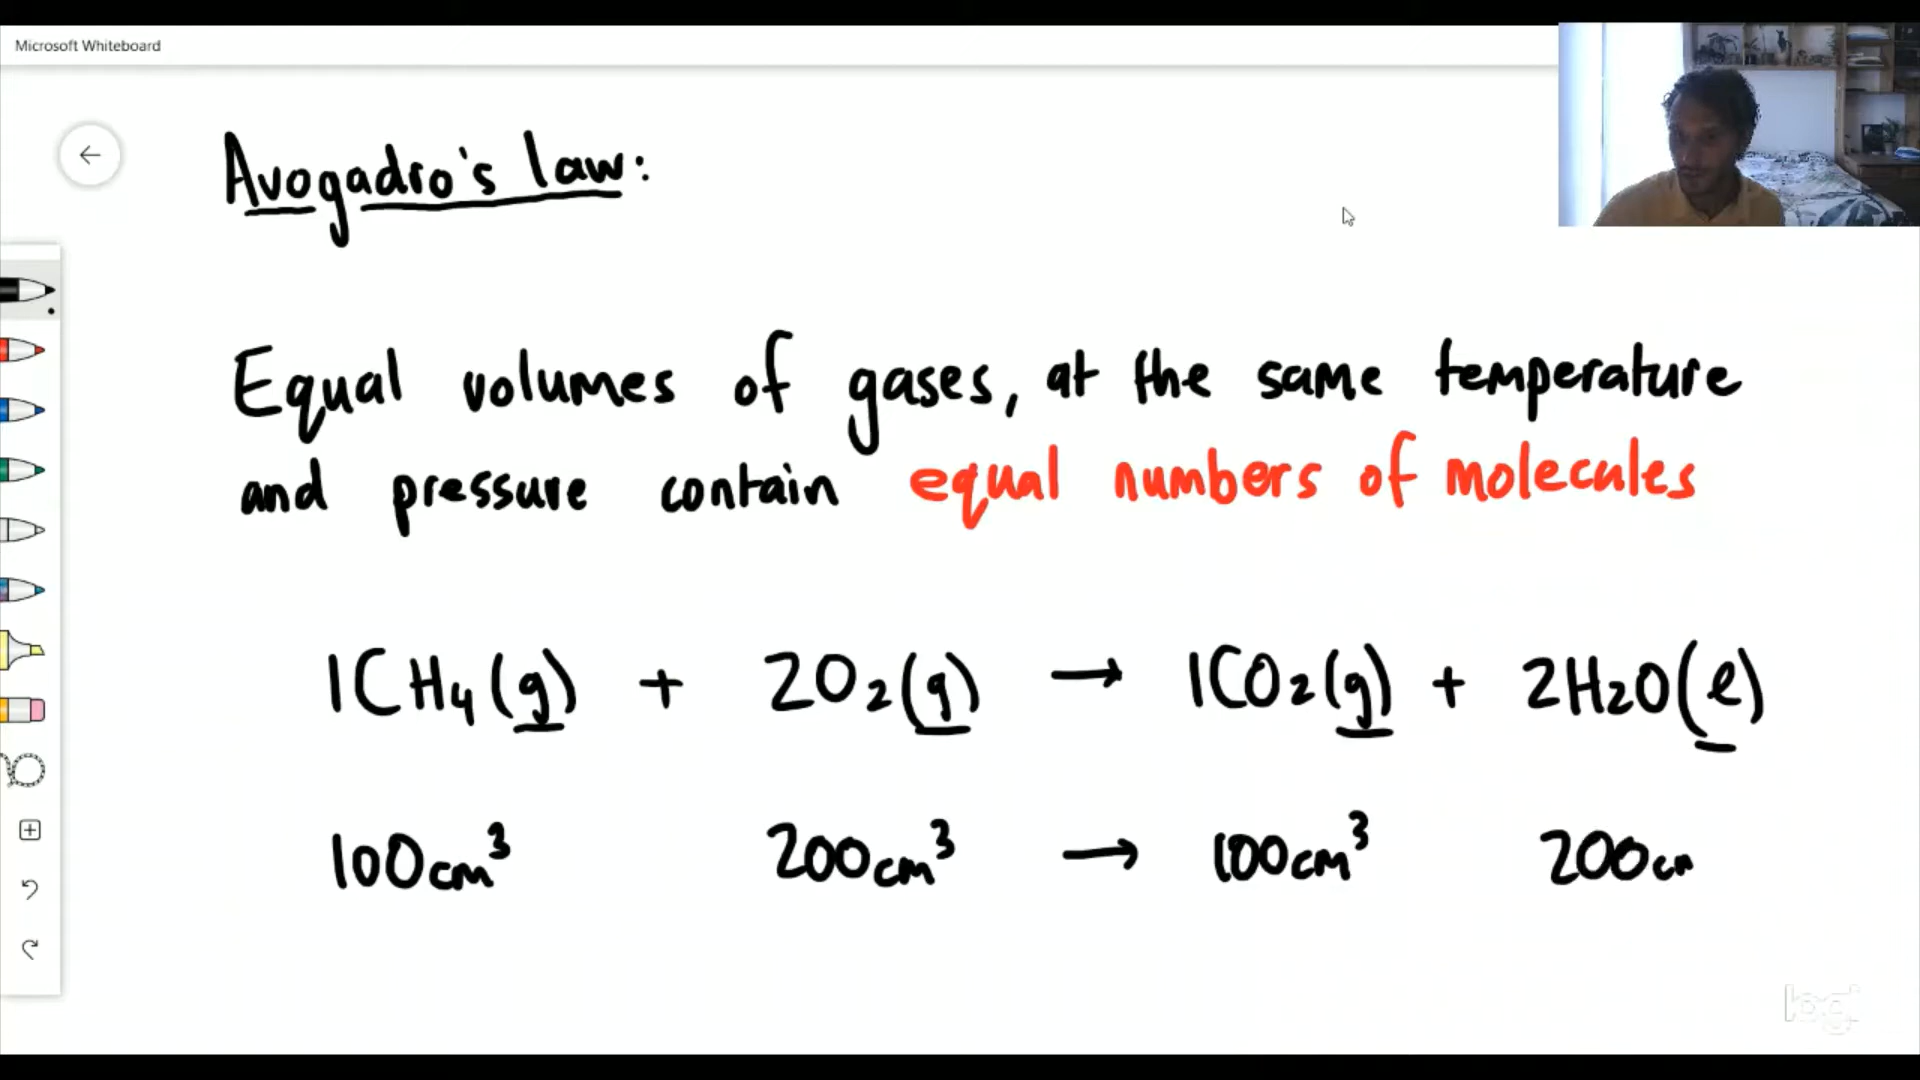 Microsoft Whiteboard
Avogadro's law:
Equal volumes of gases, at the same temperature
and pressure contain equal numbers of molecules
1CH4(g) + 2O2(g) → 1CO2(g) + 2H2O(l)
100cm³ 200cm³ → 100cm³ 200cm
logi